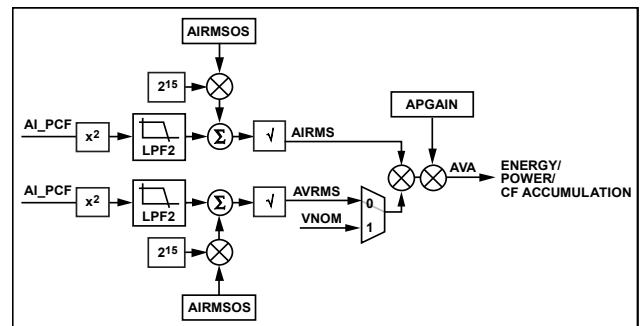 AIRMSOS
2¹⁵
APGAIN
AI_PCF
x²
LPF2
Σ
√
AIRMS
AVA
ENERGY/
POWER/
CF ACCUMULATION
AI_PCF
x²
LPF2
Σ
√
AVRMS
0
VNOM
1
2¹⁵
AIRMSOS